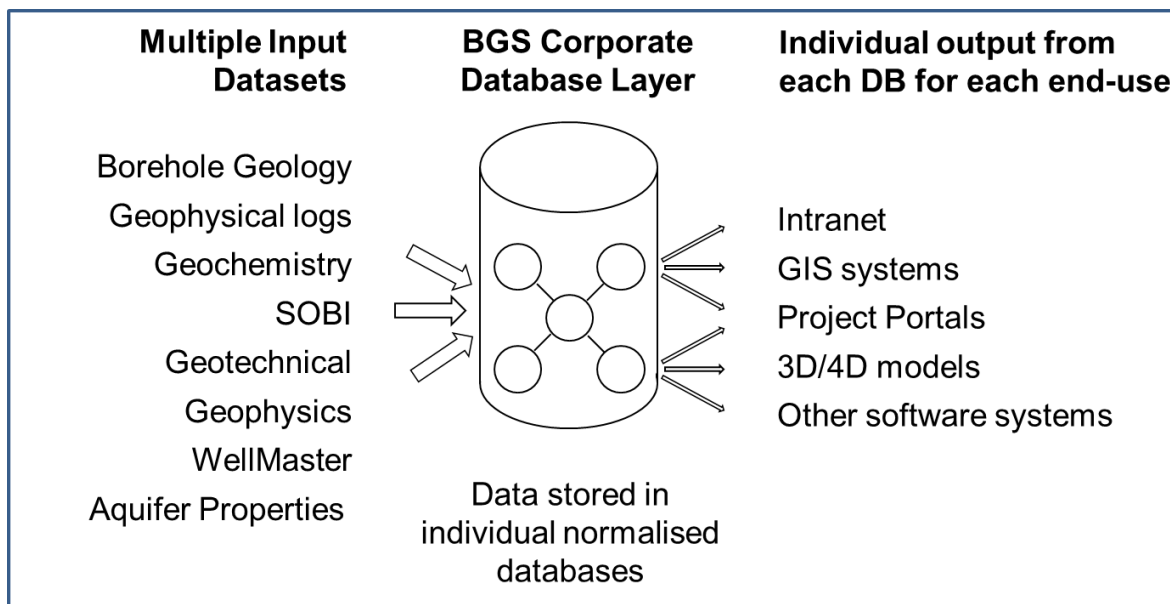 Multiple Input
Datasets
Borehole Geology
Geophysical logs
Geochemistry
SOBI
Geotechnical
Geophysics
WellMaster
Aquifer Properties
BGS Corporate
Database Layer
Data stored in
individual normalised
databases
Individual output from
each DB for each end-use
Intranet
GIS systems
Project Portals
3D/4D models
Other software systems